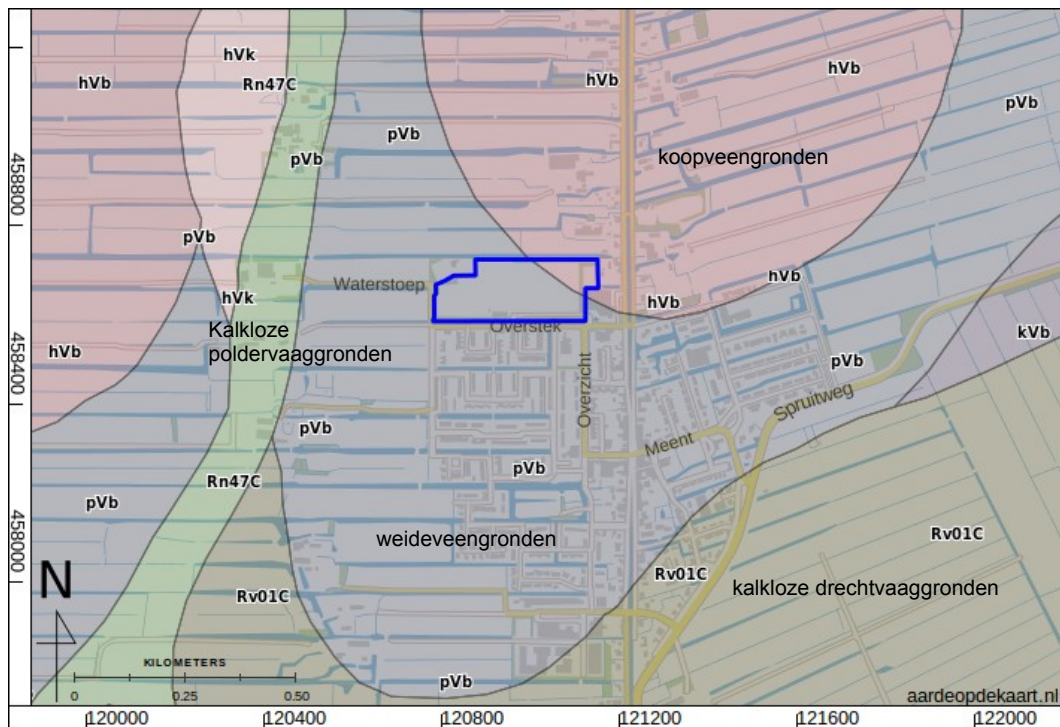 hVk
hVb
Rn47C
hVb
hVb
pVb
pVb
pVb
koopveengronden
pVb
Waterstoep
hVb
hVk
hVb
Overstek
Kalkloze
poldervaaggronden
kVb
hVb
pVb
Overzicht
Spruitweg
pVb
Meent
pVb
Rn47C
pVb
weideveengronden
Rv01C
Rv01C
Rv01C
kalkloze drechtvaaggronden
N
KILOMETERS
0 0.25 0.50
pVb
aardeopdekaart.nl
458800
458400
458000
120000 120400 120800 121200 121600 122000